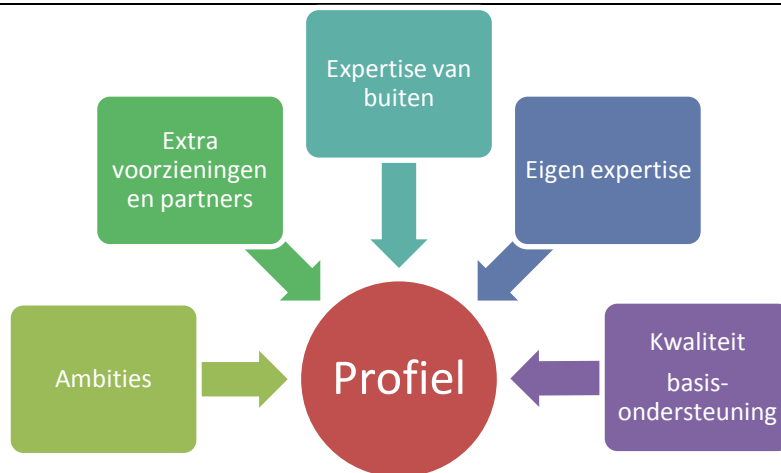 Expertise van
buiten
Extra
voorzieningen
en partners
Eigen expertise
Ambities
Profiel
Kwaliteit
basis-
ondersteuning